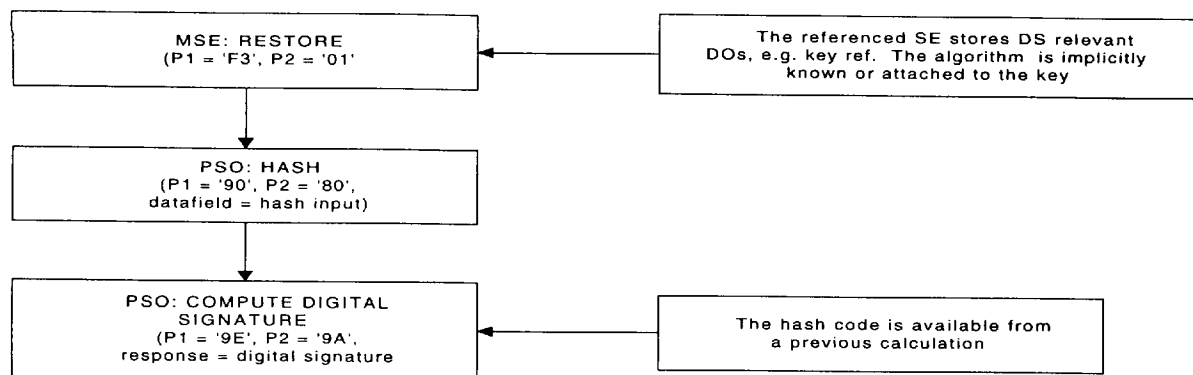 MSE: RESTORE
(P1 = 'F3', P2 = '01'
The referenced SE stores DS relevant
DOs, e.g. key ref. The algorithm is implicitly
known or attached to the key
PSO: HASH
(P1 = '90', P2 = '80',
datafield = hash input)
PSO: COMPUTE DIGITAL
SIGNATURE
(P1 = '9E', P2 = '9A',
response = digital signature
The hash code is available from
a previous calculation